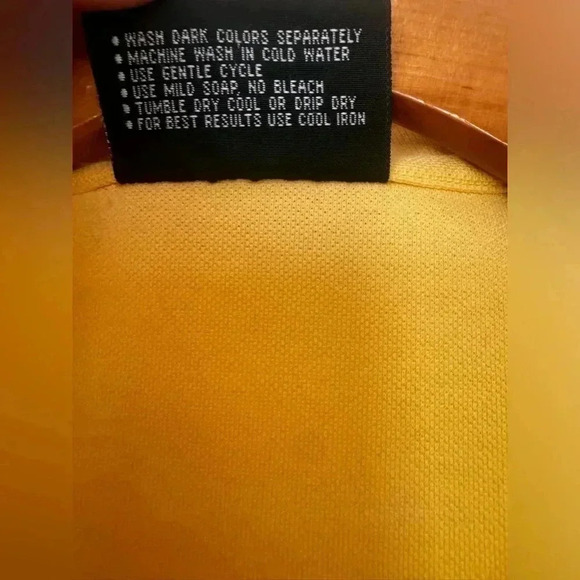 • WASH DARK COLORS SEPARATELY
• MACHINE WASH IN COLD WATER
• USE GENTLE CYCLE
• USE MILD SOAP, NO BLEACH
• TUMBLE DRY COOL OR DRIP DRY
• FOR BEST RESULTS USE COOL IRON